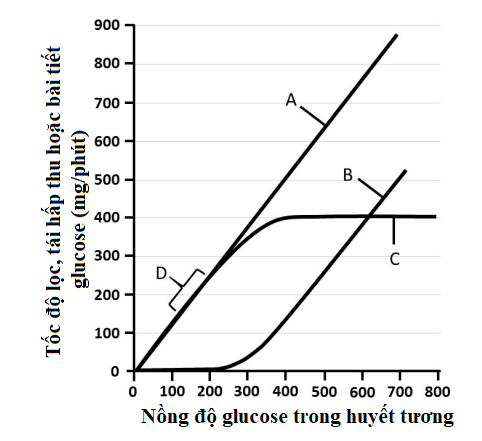 Tốc độ lọc, tái hấp thu hoặc bài tiết
glucose (mg/phút)
900
800
700
600
500
400
300
200
100
0
A
B
C
D
0 100 200 300 400 500 600 700 800
Nồng độ glucose trong huyết tương